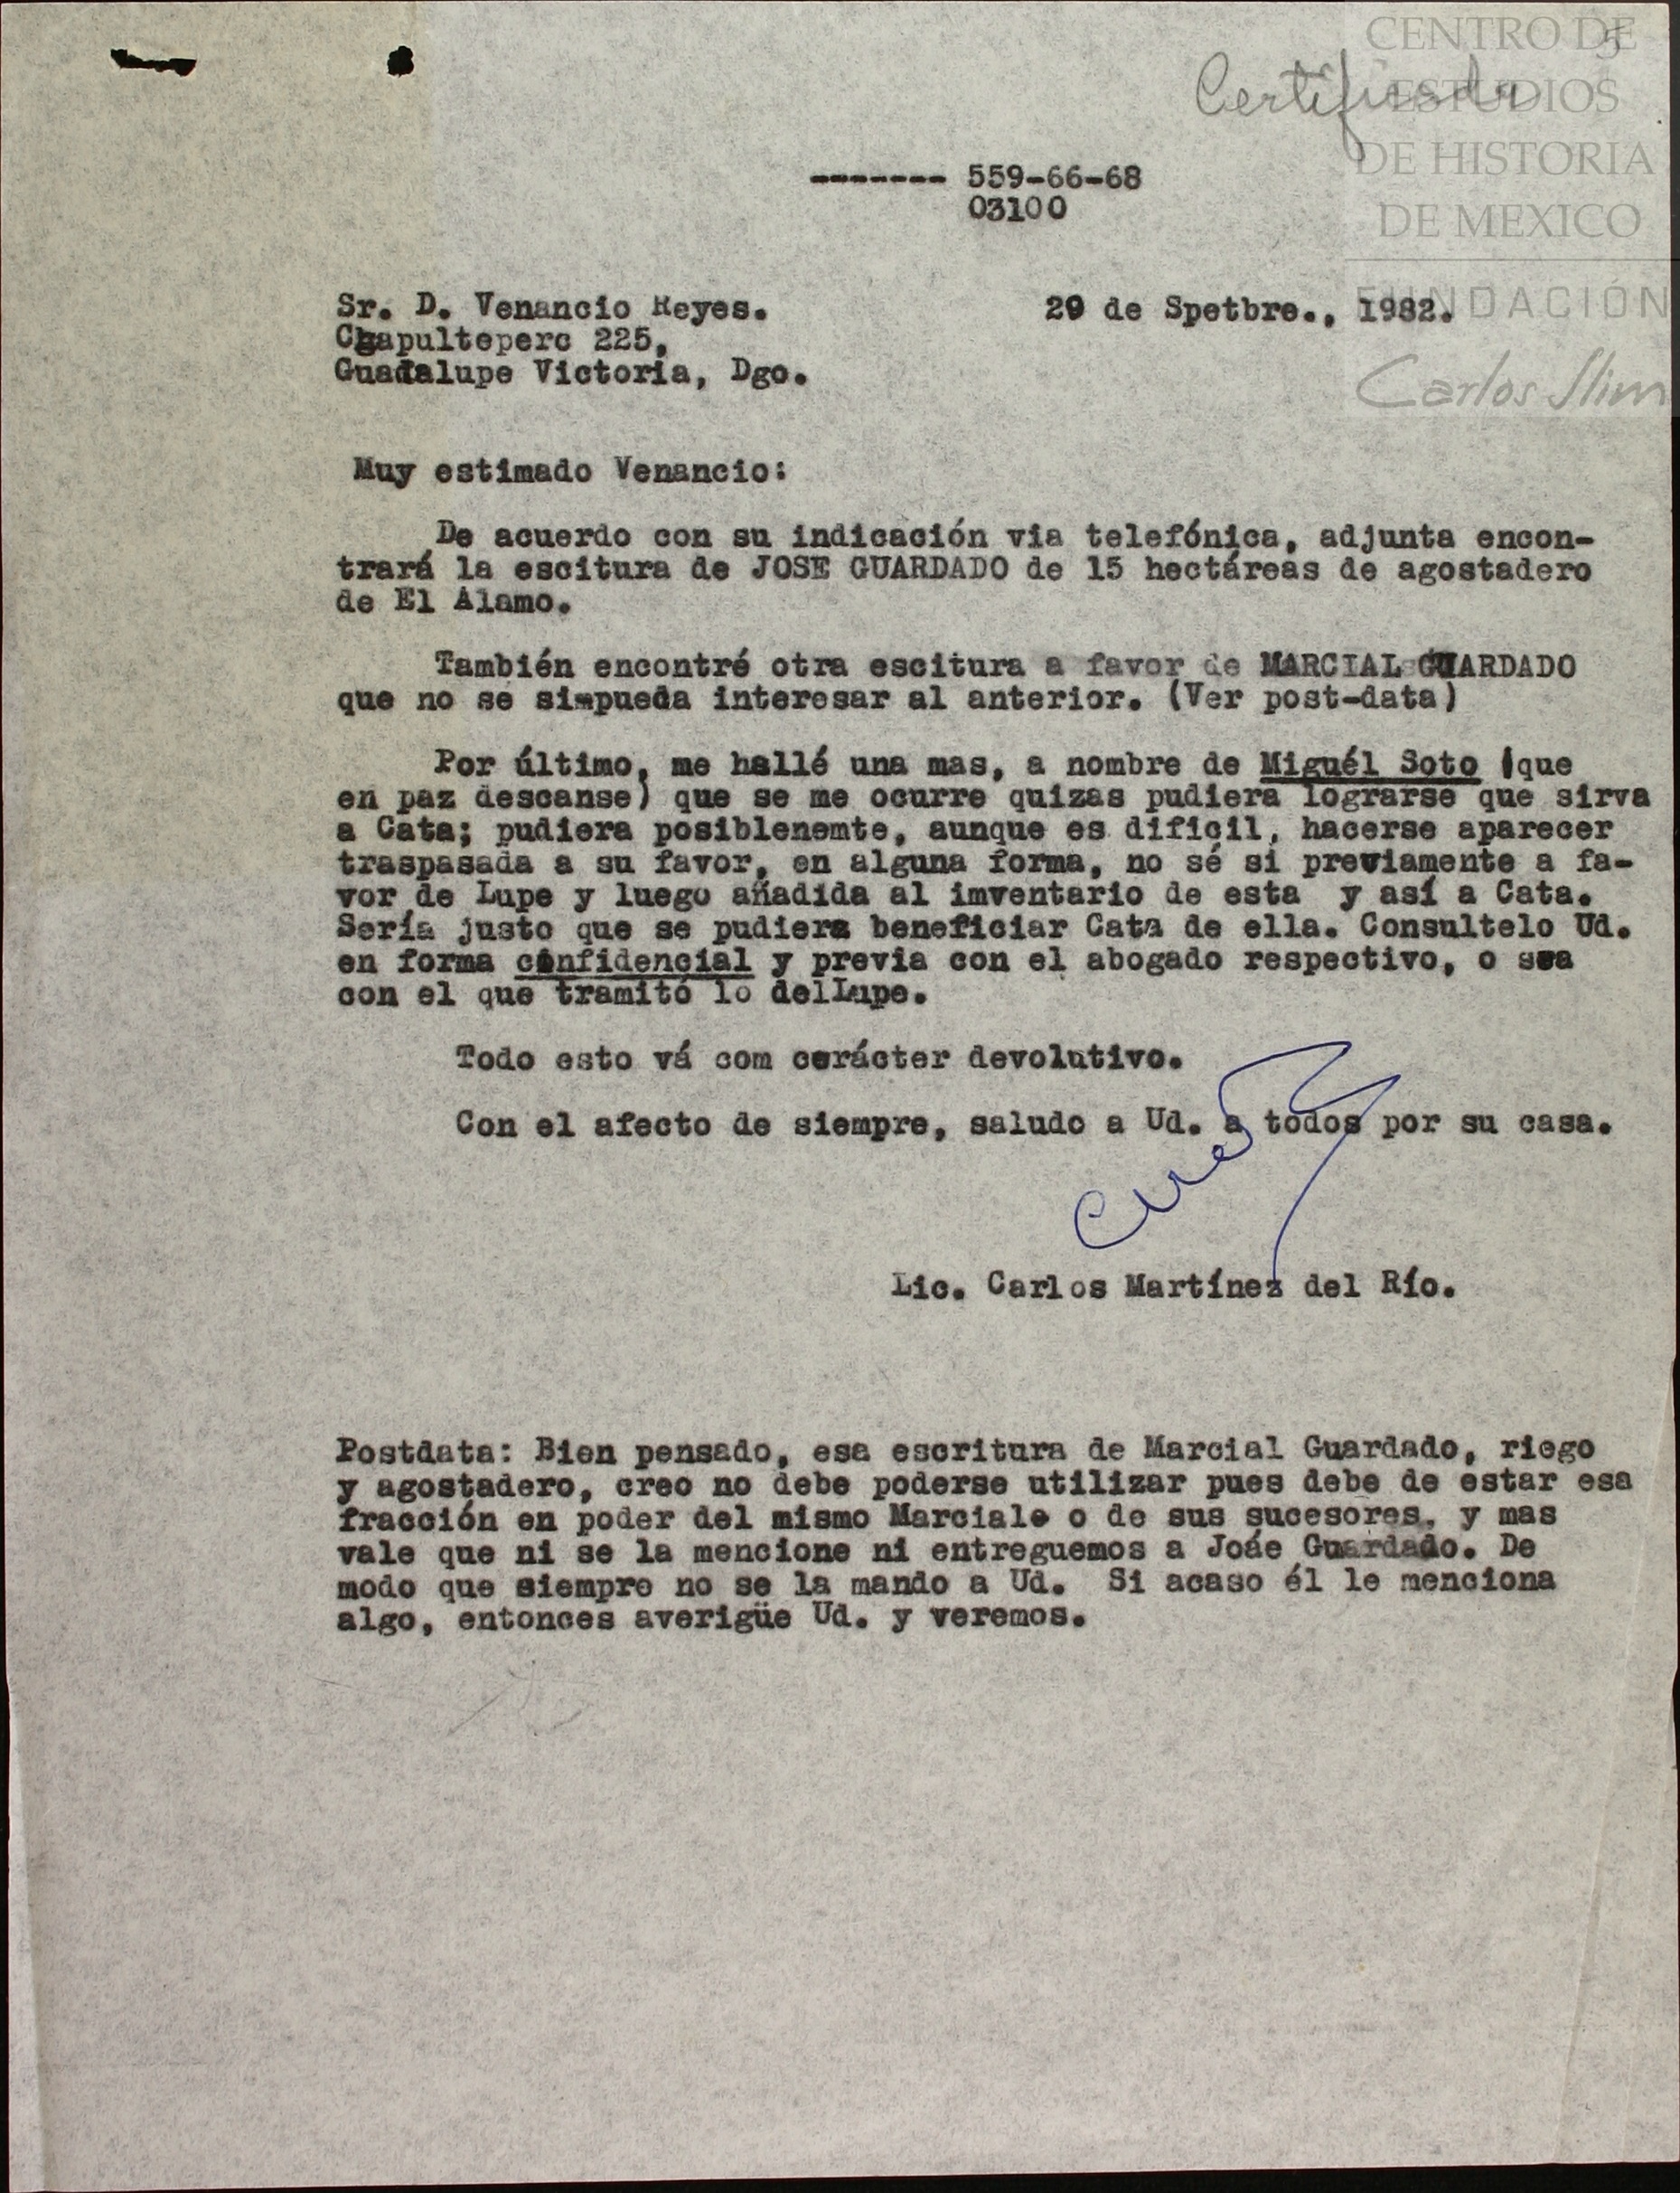 CENTRO DE
ESTUDIOS
DE HISTORIA
DE MEXICO
FUNDACIÓN
Carlos Slim
5
Certificada
------- 559-66-68
03100
Sr. D. Venancio Reyes.
29 de Spetbre., 1982.
Chapulteperc 225,
Guadalupe Victoria, Dgo.
Muy estimado Venancio:
De acuerdo con su indicación via telefónica, adjunta encon-
trará la escitura de JOSE GUARDADO de 15 hectáreas de agostadero
de El Alamo.
También encontré otra escitura a favor de MARCIAL GUARDADO
que no se si pueda interesar al anterior. (Ver post-data)
Por último, me hallé una mas, a nombre de Miguél Soto (que
en paz descanse) que se me ocurre quizas pudiera lograrse que sirva
a Cata; pudiera posiblenemte, aunque es dificil, hacerse aparecer
traspasada a su favor, en alguna forma, no sé si previamente a fa-
vor de Lupe y luego añadida al imventario de esta y así a Cata.
Sería justo que se pudiera beneficiar Cata de ella. Consultelo Ud.
en forma confidencial y previa con el abogado respectivo, o sea
con el que tramitó lo delLupe.
Todo esto vá com carácter devolutivo.
Con el afecto de siempre, saludo a Ud. a todos por su casa.
Lic. Carlos Martínez del Río.
Postdata: Bien pensado, esa escritura de Marcial Guardado, riego
y agostadero, creo no debe poderse utilizar pues debe de estar esa
fracción en poder del mismo Marciale o de sus sucesores, y mas
vale que ni se la mencione ni entreguemos a Joáe Guardado. De
modo que siempre no se la mando a Ud. Si acaso él le menciona
algo, entonces averigüe Ud. y veremos.